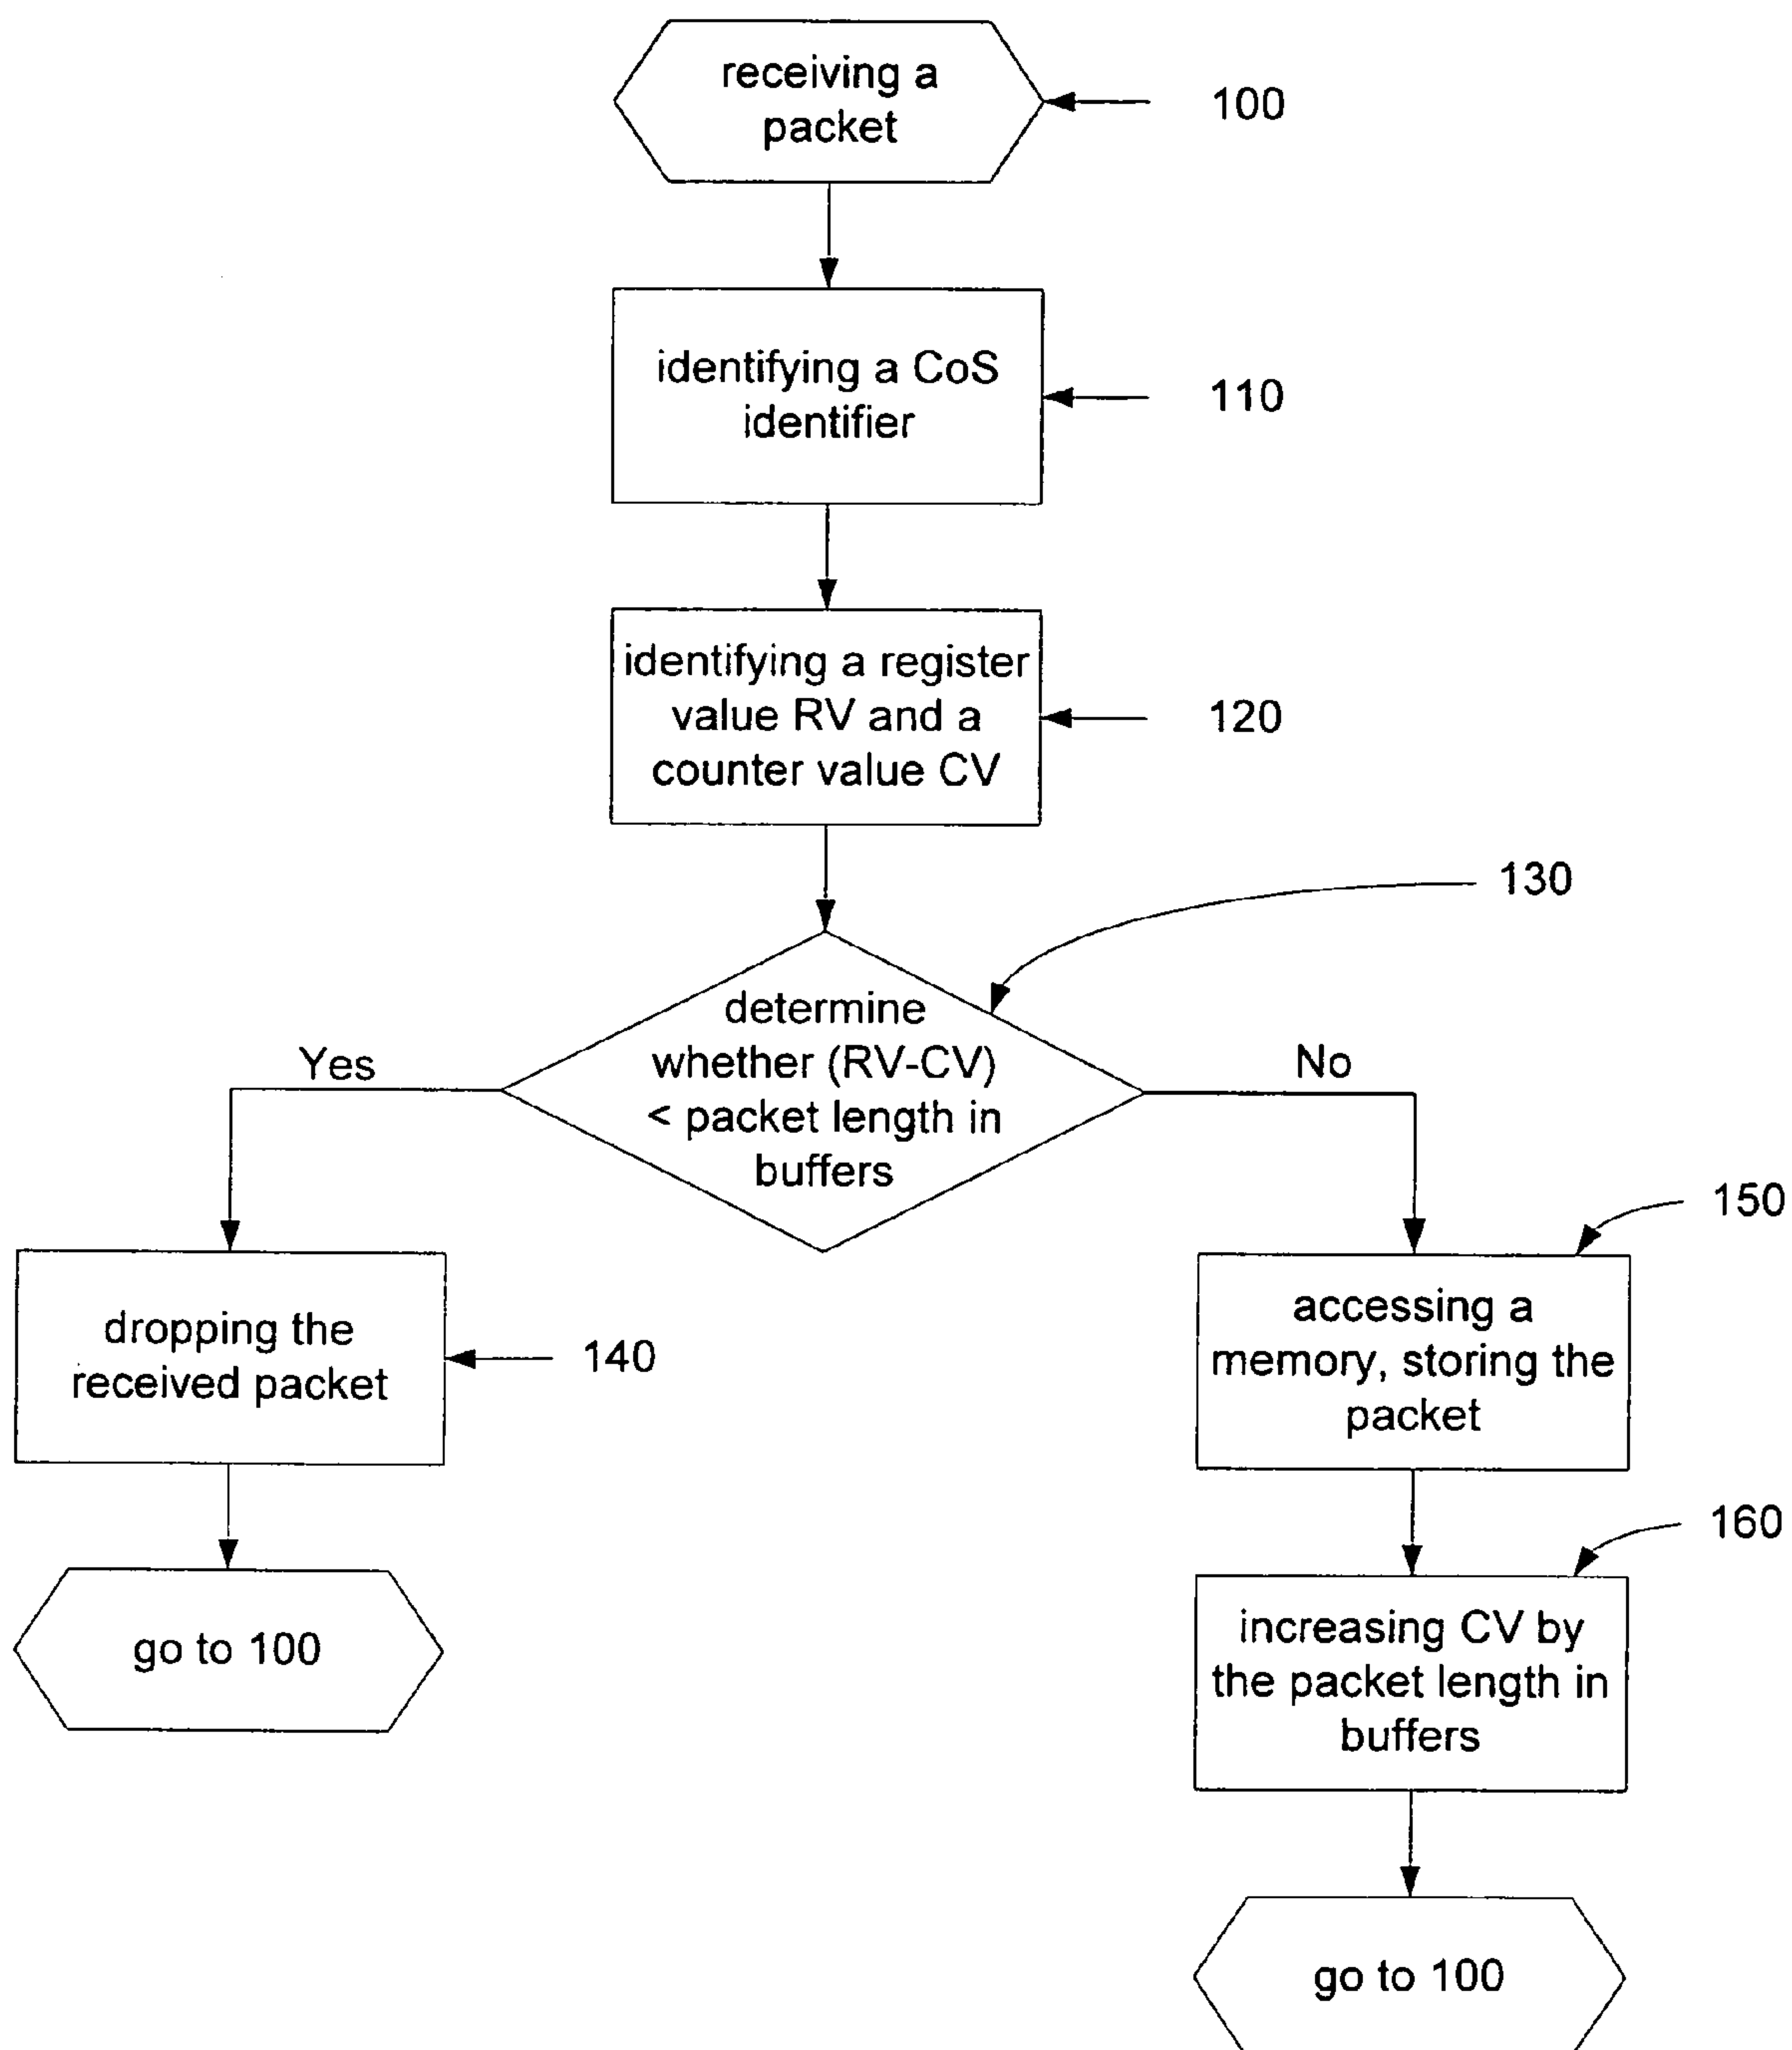 receiving a
packet
100
identifying a CoS
identifier
110
identifying a register
value RV and a
counter value CV
120
130
determine
whether (RV-CV)
< packet length in
buffers
Yes
No
150
dropping the
received packet
140
accessing a
memory, storing the
packet
160
go to 100
increasing CV by
the packet length in
buffers
go to 100